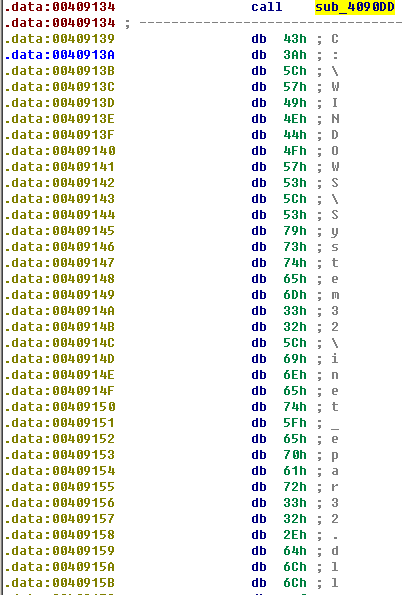 .data:00409134 call sub_4090DD
.data:00409134 ; ---------------------------------------
.data:00409139 db 43h ; C
.data:0040913A db 3Ah ; :
.data:0040913B db 5Ch ; \
.data:0040913C db 57h ; W
.data:0040913D db 49h ; I
.data:0040913E db 4Eh ; N
.data:0040913F db 44h ; D
.data:00409140 db 4Fh ; O
.data:00409141 db 57h ; W
.data:00409142 db 53h ; S
.data:00409143 db 5Ch ; \
.data:00409144 db 53h ; S
.data:00409145 db 79h ; y
.data:00409146 db 73h ; s
.data:00409147 db 74h ; t
.data:00409148 db 65h ; e
.data:00409149 db 6Dh ; m
.data:0040914A db 33h ; 3
.data:0040914B db 32h ; 2
.data:0040914C db 5Ch ; \
.data:0040914D db 69h ; i
.data:0040914E db 6Eh ; n
.data:0040914F db 65h ; e
.data:00409150 db 74h ; t
.data:00409151 db 5Fh ; _
.data:00409152 db 65h ; e
.data:00409153 db 70h ; p
.data:00409154 db 61h ; a
.data:00409155 db 72h ; r
.data:00409156 db 33h ; 3
.data:00409157 db 32h ; 2
.data:00409158 db 2Eh ; .
.data:00409159 db 64h ; d
.data:0040915A db 6Ch ; l
.data:0040915B db 6Ch ; l